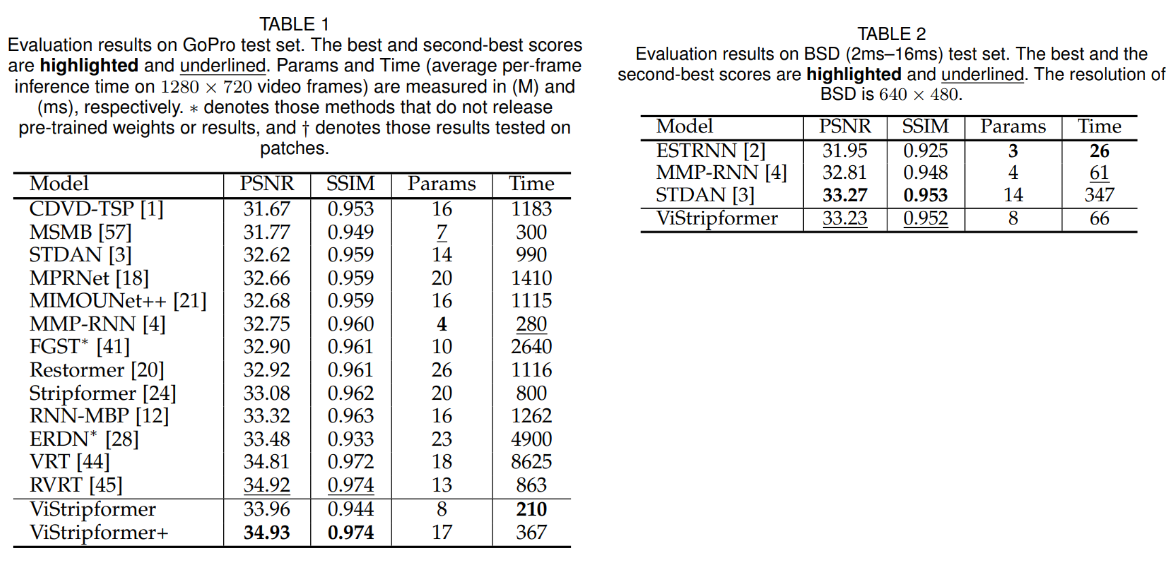 TABLE 1
Evaluation results on GoPro test set. The best and second-best scores
are highlighted and underlined. Params and Time (average per-frame
inference time on 1280 × 720 video frames) are measured in (M) and
(ms), respectively. ∗ denotes those methods that do not release
pre-trained weights or results, and † denotes those results tested on
patches.
Model PSNR SSIM Params Time
CDVD-TSP [1] 31.67 0.953 16 1183
MSMB [57] 31.77 0.949 7 300
STDAN [3] 32.62 0.959 14 990
MPRNet [18] 32.66 0.959 20 1410
MIMOUNet++ [21] 32.68 0.959 16 1115
MMP-RNN [4] 32.75 0.960 4 280
FGST* [41] 32.90 0.961 10 2640
Restormer [20] 32.92 0.961 26 1116
Stripformer [24] 33.08 0.962 20 800
RNN-MBP [12] 33.32 0.963 16 1262
ERDN* [28] 33.48 0.933 23 4900
VRT [44] 34.81 0.972 18 8625
RVRT [45] 34.92 0.974 13 863
ViStripformer 33.96 0.944 8 210
ViStripformer+ 34.93 0.974 17 367
TABLE 2
Evaluation results on BSD (2ms–16ms) test set. The best and the
second-best scores are highlighted and underlined. The resolution of
BSD is 640 × 480.
Model PSNR SSIM Params Time
ESTRNN [2] 31.95 0.925 3 26
MMP-RNN [4] 32.81 0.948 4 61
STDAN [3] 33.27 0.953 14 347
ViStripformer 33.23 0.952 8 66